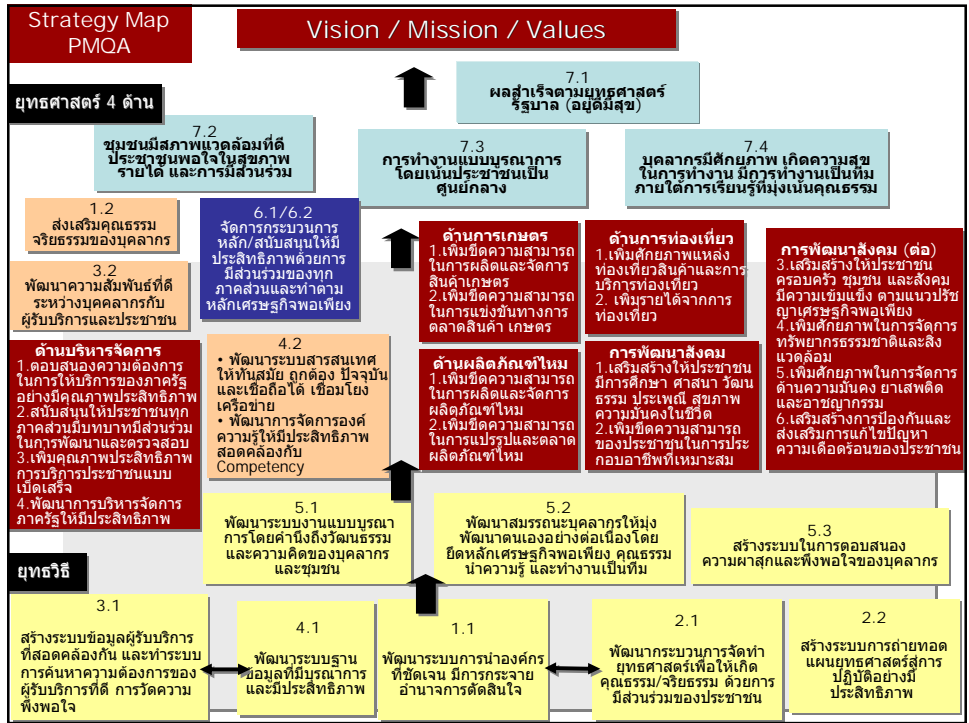 Strategy Map
PMQA
Vision / Mission / Values
ยุทธศาสตร์ 4 ด้าน
7.1
ผลสำเร็จตามยุทธศาสตร์
รัฐบาล (อยู่ดีมีสุข)
7.2
ชุมชนมีสภาพแวดล้อมที่ดี
ประชาชนพอใจในสุขภาพ
รายได้ และการมีส่วนร่วม
7.3
การทำงานแบบบูรณาการ
โดยเน้นประชาชนเป็น
ศูนย์กลาง
7.4
บุคลากรมีศักยภาพ เกิดความสุข
ในการทำงาน มีการทำงานเป็นทีม
ภายใต้การเรียนรู้ที่มุ่งเน้นคุณธรรม
1.2
ส่งเสริมคุณธรรม
จริยธรรมของบุคลากร
3.2
พัฒนาความสัมพันธ์ที่ดี
ระหว่างบุคคลากรกับ
ผู้รับบริการและประชาชน
6.1/6.2
จัดการกระบวนการ
หลัก/สนับสนุนให้มี
ประสิทธิภาพด้วยการ
มีส่วนร่วมของทุก
ภาคส่วนและทำตาม
หลักเศรษฐกิจพอเพียง
ด้านการเกษตร
1.เพิ่มขีดความสามารถ
ในการผลิตและจัดการ
สินค้าเกษตร
2.เพิ่มขีดความสามารถ
ในการแข่งขันทางการ
ตลาดสินค้า เกษตร
ด้านการท่องเที่ยว
1.เพิ่มศักยภาพแหล่ง
ท่องเที่ยวสินค้าและการ
บริการท่องเที่ยว
2. เพิ่มรายได้จากการ
ท่องเที่ยว
การพัฒนาสังคม (ต่อ)
3.เสริมสร้างให้ประชาชน
ครอบครัว ชุมชน และสังคม
มีความเข้มแข็ง ตามแนวปรัช
ญาเศรษฐกิจพอเพียง
4.เพิ่มศักยภาพในการจัดการ
ทรัพยากรธรรมชาติและสิ่ง
แวดล้อม
5.เพิ่มศักยภาพในการจัดการ
ด้านความมั่นคง ยาเสพติด
และอาชญากรรม
6.เสริมสร้างการป้องกันและ
ส่งเสริมการแก้ไขปัญหา
ความเดือดร้อนของประชาชน
ด้านบริหารจัดการ
1.ตอบสนองความต้องการ
ในการให้บริการของภาครัฐ
อย่างมีคุณภาพประสิทธิภาพ
2.สนับสนุนให้ประชาชนทุก
ภาคส่วนมีบทบาทมีส่วนร่วม
ในการพัฒนาและตรวจสอบ
3.เพิ่มคุณภาพประสิทธิภาพ
การบริการประชาชนแบบ
เบ็ดเสร็จ
4.พัฒนาการบริหารจัดการ
ภาครัฐให้มีประสิทธิภาพ
4.2
• พัฒนาระบบสารสนเทศ
ให้ทันสมัย ถูกต้อง ปัจจุบัน
และเชื่อถือได้ เชื่อมโยง
เครือข่าย
• พัฒนาการจัดการองค์
ความรู้ให้มีประสิทธิภาพ
สอดคล้องกับ
Competency
ด้านผลิตภัณฑ์ไหม
1.เพิ่มขีดความสามารถ
ในการผลิตและจัดการ
ผลิตภัณฑ์ไหม
2.เพิ่มขีดความสามารถ
ในการแปรรูปและตลาด
ผลิตภัณฑ์ไหม
การพัฒนาสังคม
1.เสริมสร้างให้ประชาชน
มีการศึกษา ศาสนา วัฒน
ธรรม ประเพณี สุขภาพ
ความมั่นคงในชีวิต
2.เพิ่มขีดความสามารถ
ของประชาชนในการประ
กอบอาชีพที่เหมาะสม
5.1
พัฒนาระบบงานแบบบูรณา
การโดยคำนึงถึงวัฒนธรรม
และความคิดของบุคลากร
และชุมชน
5.2
พัฒนาสมรรถนะบุคลากรให้มุ่ง
พัฒนาตนเองอย่างต่อเนื่องโดย
ยึดหลักเศรษฐกิจพอเพียง คุณธรรม
นำความรู้ และทำงานเป็นทีม
5.3
สร้างระบบในการตอบสนอง
ความผาสุกและพึงพอใจของบุคลากร
ยุทธวิธี
3.1
สร้างระบบข้อมูลผู้รับบริการ
ที่สอดคล้องกัน และทำระบบ
การค้นหาความต้องการของ
ผู้รับบริการที่ดี การวัดความ
พึงพอใจ
4.1
พัฒนาระบบฐาน
ข้อมูลที่มีบูรณาการ
และมีประสิทธิภาพ
1.1
พัฒนาระบบการนำองค์กร
ที่ชัดเจน มีการกระจาย
อำนาจการตัดสินใจ
2.1
พัฒนากระบวนการจัดทำ
ยุทธศาสตร์เพื่อให้เกิด
คุณธรรม/จริยธรรม ด้วยการ
มีส่วนร่วมของประชาชน
2.2
สร้างระบบการถ่ายทอด
แผนยุทธศาสตร์สู่การ
ปฏิบัติอย่างมี
ประสิทธิภาพ